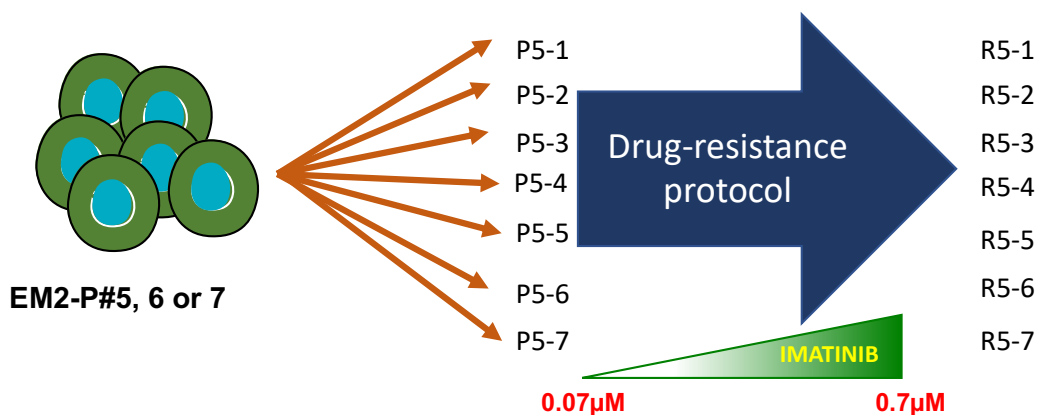 P5-1
P5-2
P5-3
P5-4
P5-5
P5-6
P5-7
EM2-P#5, 6 or 7
Drug-resistance
protocol
IMATINIB
0.07µM
0.7µM
R5-1
R5-2
R5-3
R5-4
R5-5
R5-6
R5-7